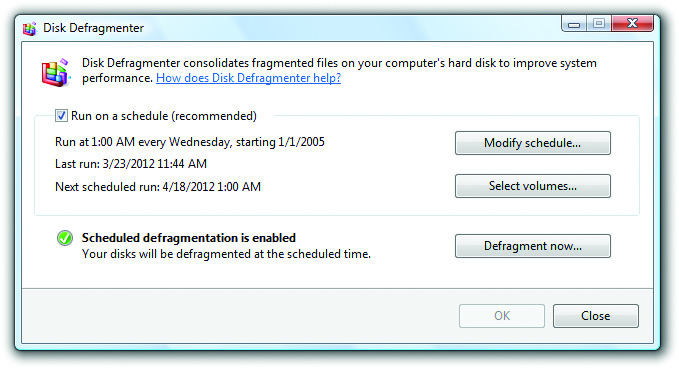 Disk Defragmenter
Disk Defragmenter consolidates fragmented files on your computer's hard disk to improve system
performance. How does Disk Defragmenter help?
Run on a schedule (recommended)
Run at 1:00 AM every Wednesday, starting 1/1/2005
Modify schedule...
Last run: 3/23/2012 11:44 AM
Next scheduled run: 4/18/2012 1:00 AM
Select volumes...
Scheduled defragmentation is enabled
Your disks will be defragmented at the scheduled time.
Defragment now...
OK
Close